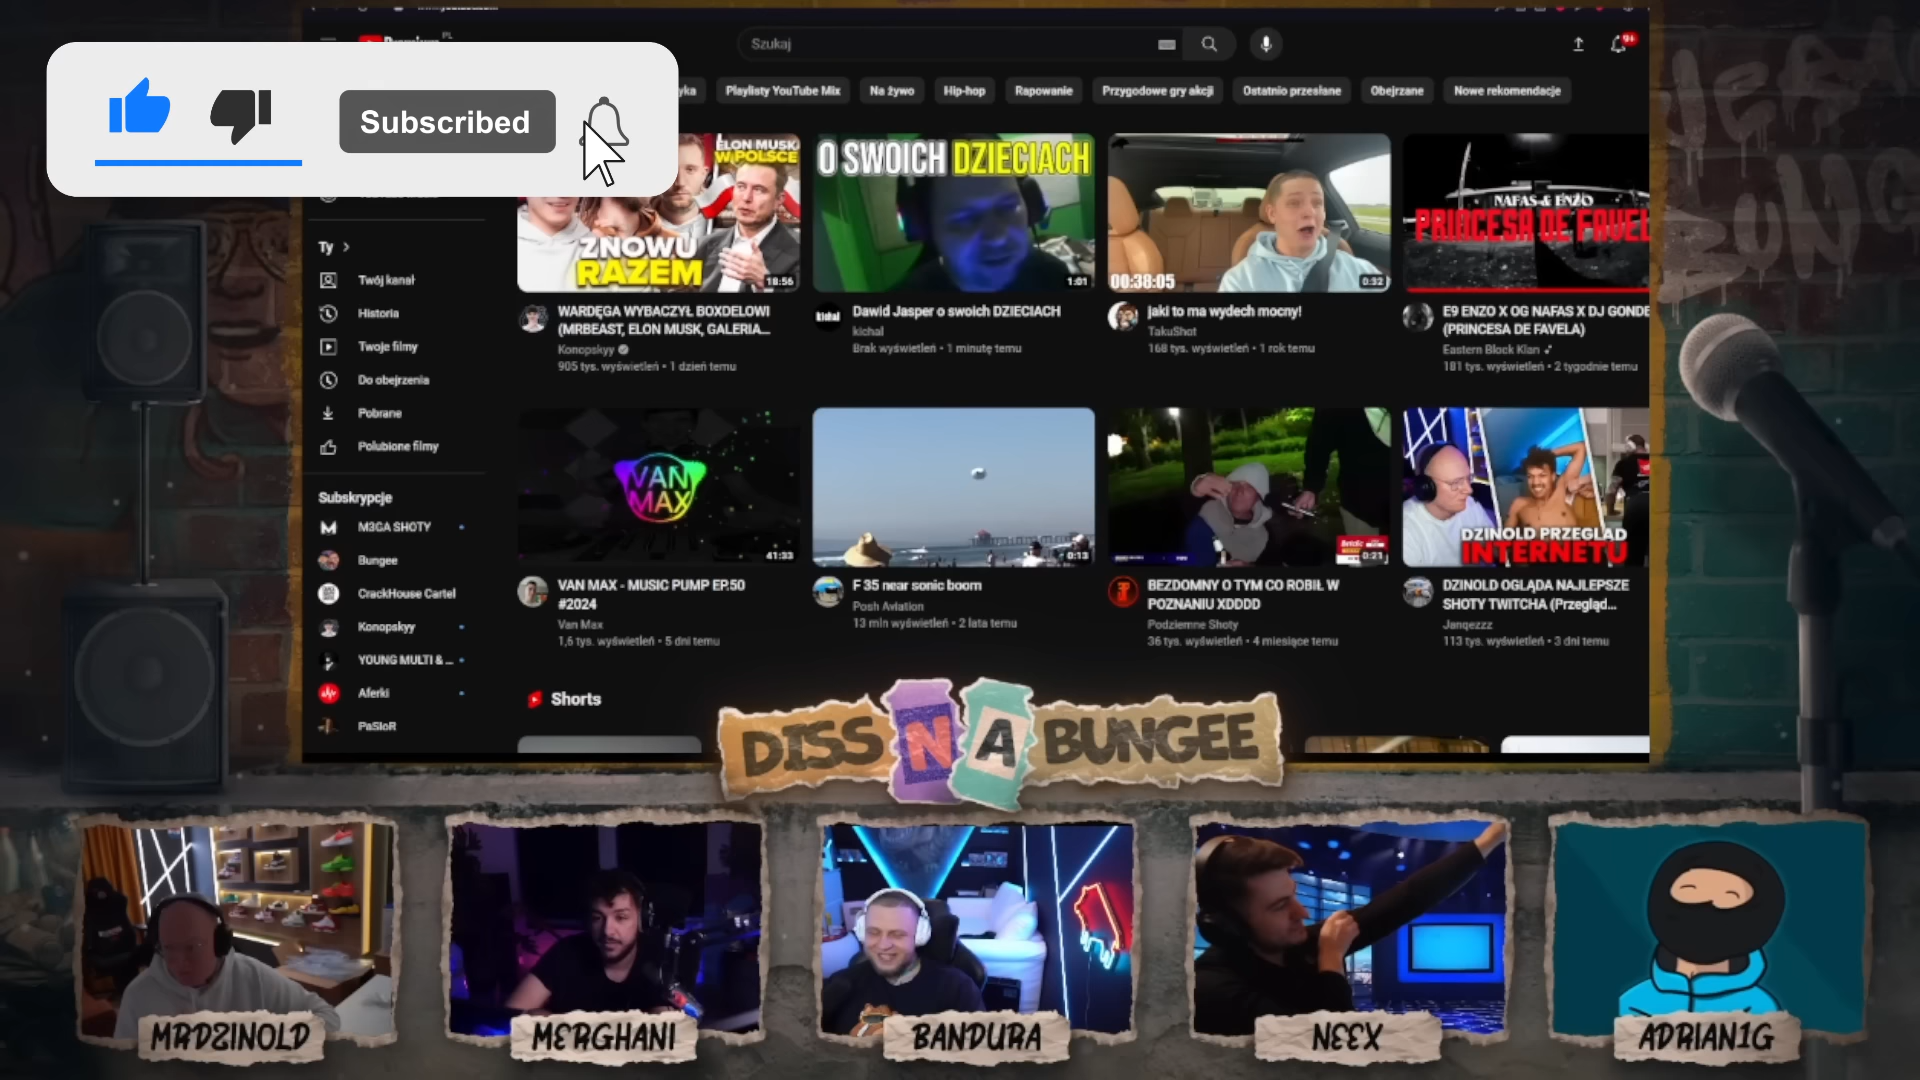 Premium PL
Szukaj
9+
Subscribed
Playlisty YouTube Mix
Na żywo
Hip-hop
Rapowanie
Przygodowe gry akcji
Ostatnio przesłane
Obejrzane
Nowe rekomendacje
Ty
Twój kanał
Historia
Twoje filmy
Do obejrzenia
Pobrane
Polubione filmy
Subskrypcje
M3GA SHOTY
Bungee
CrackHouse Cartel
Konopskyy
YOUNG MULTI & ...
Aferki
PaSIoR
ELON MUSK
W POLSCE
ZNOWU
RAZEM
18:56
WARDĘGA WYBACZYŁ BOXDELOWI
(MRBEAST, ELON MUSK, GALERIA...
Konopskyy
905 tys. wyświetleń • 1 dzień temu
O SWOICH DZIECIACH
1:01
kichal
Dawid Jasper o swoich DZIECIACH
kichal
Brak wyświetleń • 1 minutę temu
00:38:05
0:32
jaki to ma wydech mocny!
TakuShot
168 tys. wyświetleń • 1 rok temu
NAFAS & ENZO
PRINCESA DE FAVEL
E9 ENZO X OG NAFAS X DJ GONDE
(PRINCESA DE FAVELA)
Eastern Block Klan
181 tys. wyświetleń • 2 tygodnie temu
VAN
MAX
41:33
VAN MAX - MUSIC PUMP EP.50
#2024
Van Max
1,6 tys. wyświetleń • 5 dni temu
0:13
F 35 near sonic boom
Posh Aviation
13 mln wyświetleń • 2 lata temu
0:21
BEZDOMNY O TYM CO ROBIŁ W
POZNANIU XDDDD
Podziemne Shoty
36 tys. wyświetleń • 4 miesiące temu
DZINOLD PRZEGLĄD
INTERNETU
DZINOLD OGLĄDA NAJLEPSZE
SHOTY TWITCHA (Przegląd...
Janqezzz
113 tys. wyświetleń • 3 dni temu
Shorts
DISS NA BUNGEE
MRDZINOLD
MERGHANI
BANDURA
NEEX
ADRIAN1G